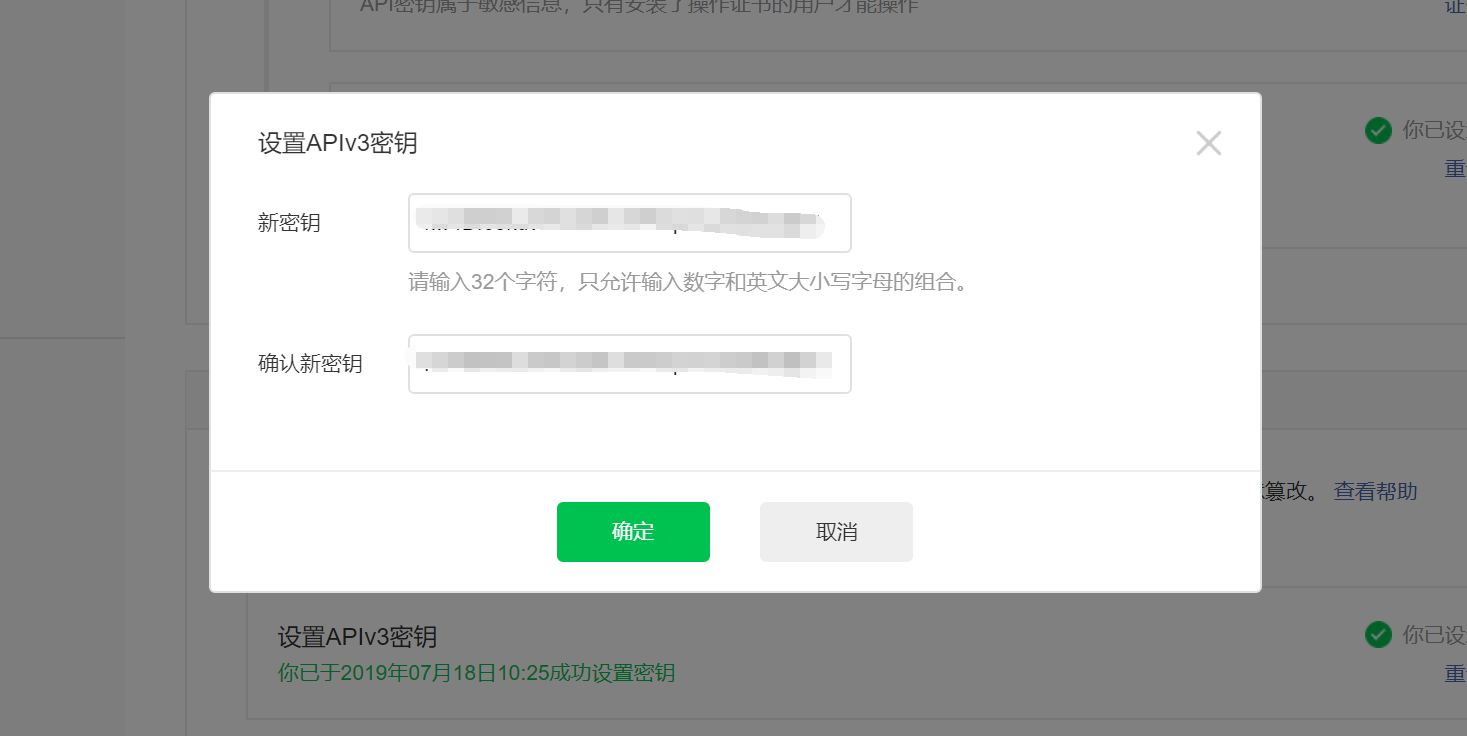 API密钥属于敏感信息，只有安装了操作证书的用户才能操作
设置APIv3密钥
你已设
重
新密钥
请输入32个字符，只允许输入数字和英文大小写字母的组合。
确认新密钥
篡改。 查看帮助
确定 取消
设置APIv3密钥
你已于2019年07月18日10:25成功设置密钥
你已设
重